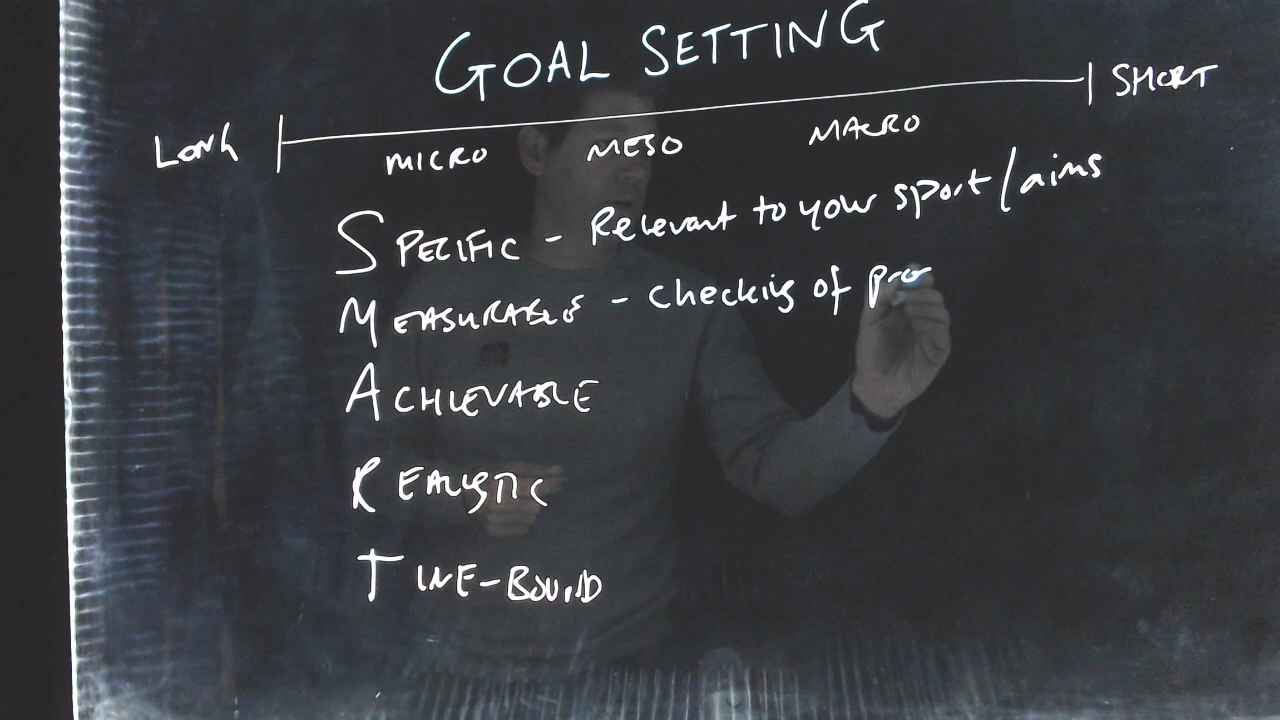 GOAL SETTING
LONG MICRO MESO MACRO SHORT
SPECIFIC - Relevant to your sport/aims
MEASURABLE - Checking of pro
ACHIEVABLE
REALISTIC
TIME-BOUND